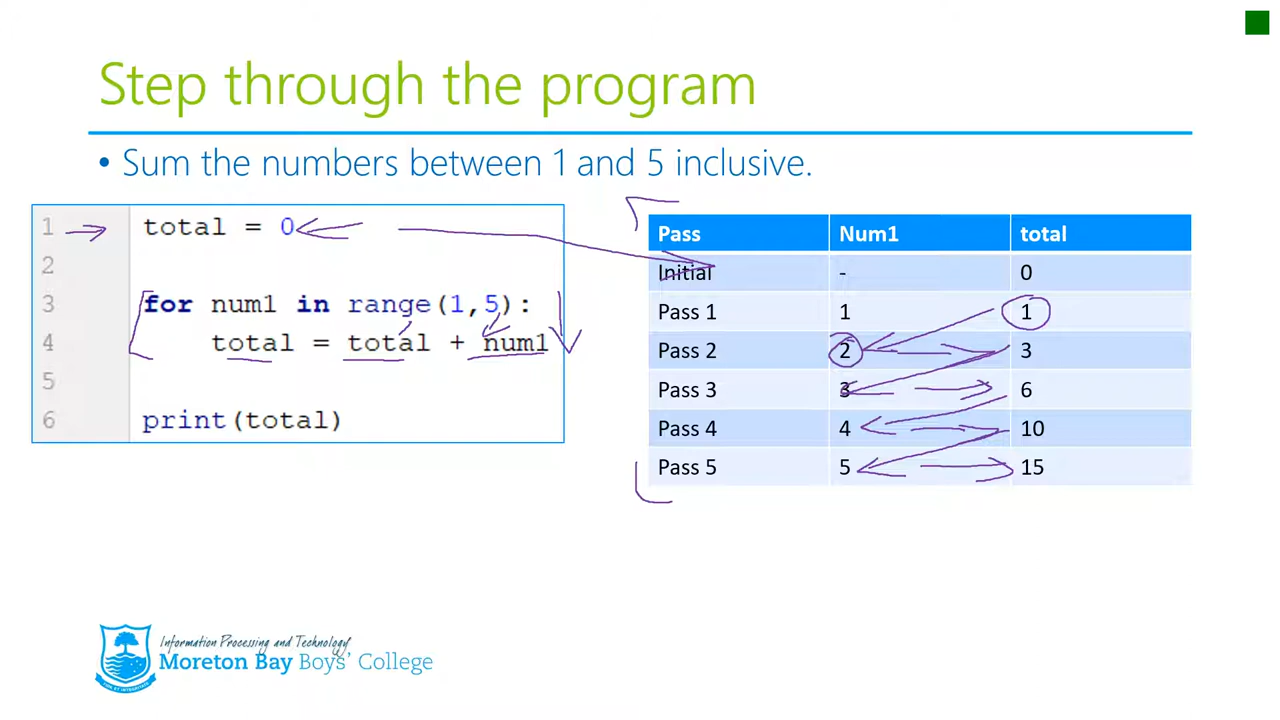 Step through the program
• Sum the numbers between 1 and 5 inclusive.
1 total = 0
2
3 for num1 in range(1,5):
4 total = total + num1
5
6 print(total)
Pass Num1 total
Initial - 0
Pass 1 1 1
Pass 2 2 3
Pass 3 3 6
Pass 4 4 10
Pass 5 5 15
Information Processing and Technology
Moreton Bay Boys' College